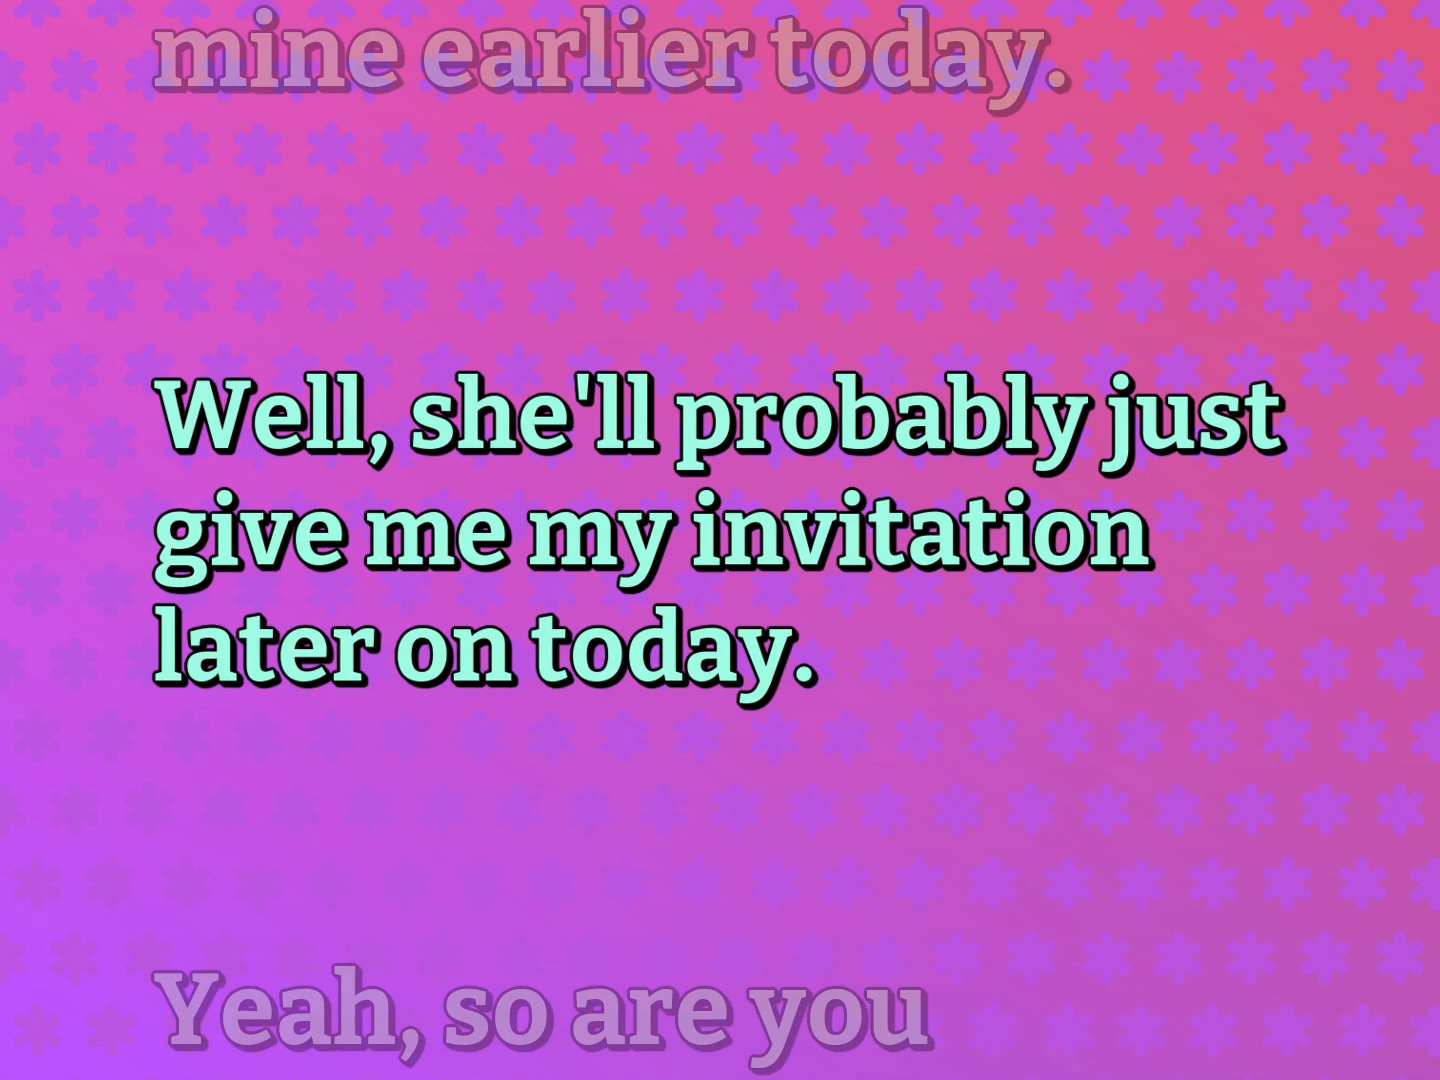 mine earlier today.
Well, she'll probably just
give me my invitation
later on today.
Yeah, so are you